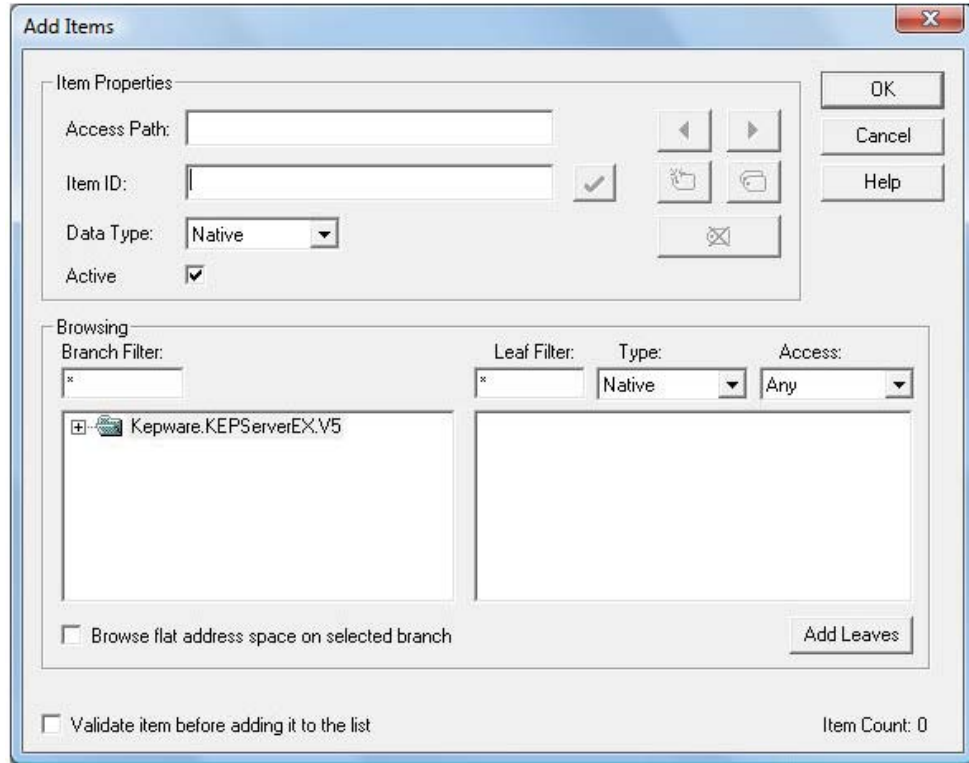 Add Items
Item Properties
OK
Access Path:
Cancel
Item ID:
Help
Data Type: Native
Active
Browsing
Branch Filter: Leaf Filter: Type: Access:
* * Native Any
Kepware.KEPServerEX.V5
Browse flat address space on selected branch Add Leaves
Validate item before adding it to the list Item Count: 0